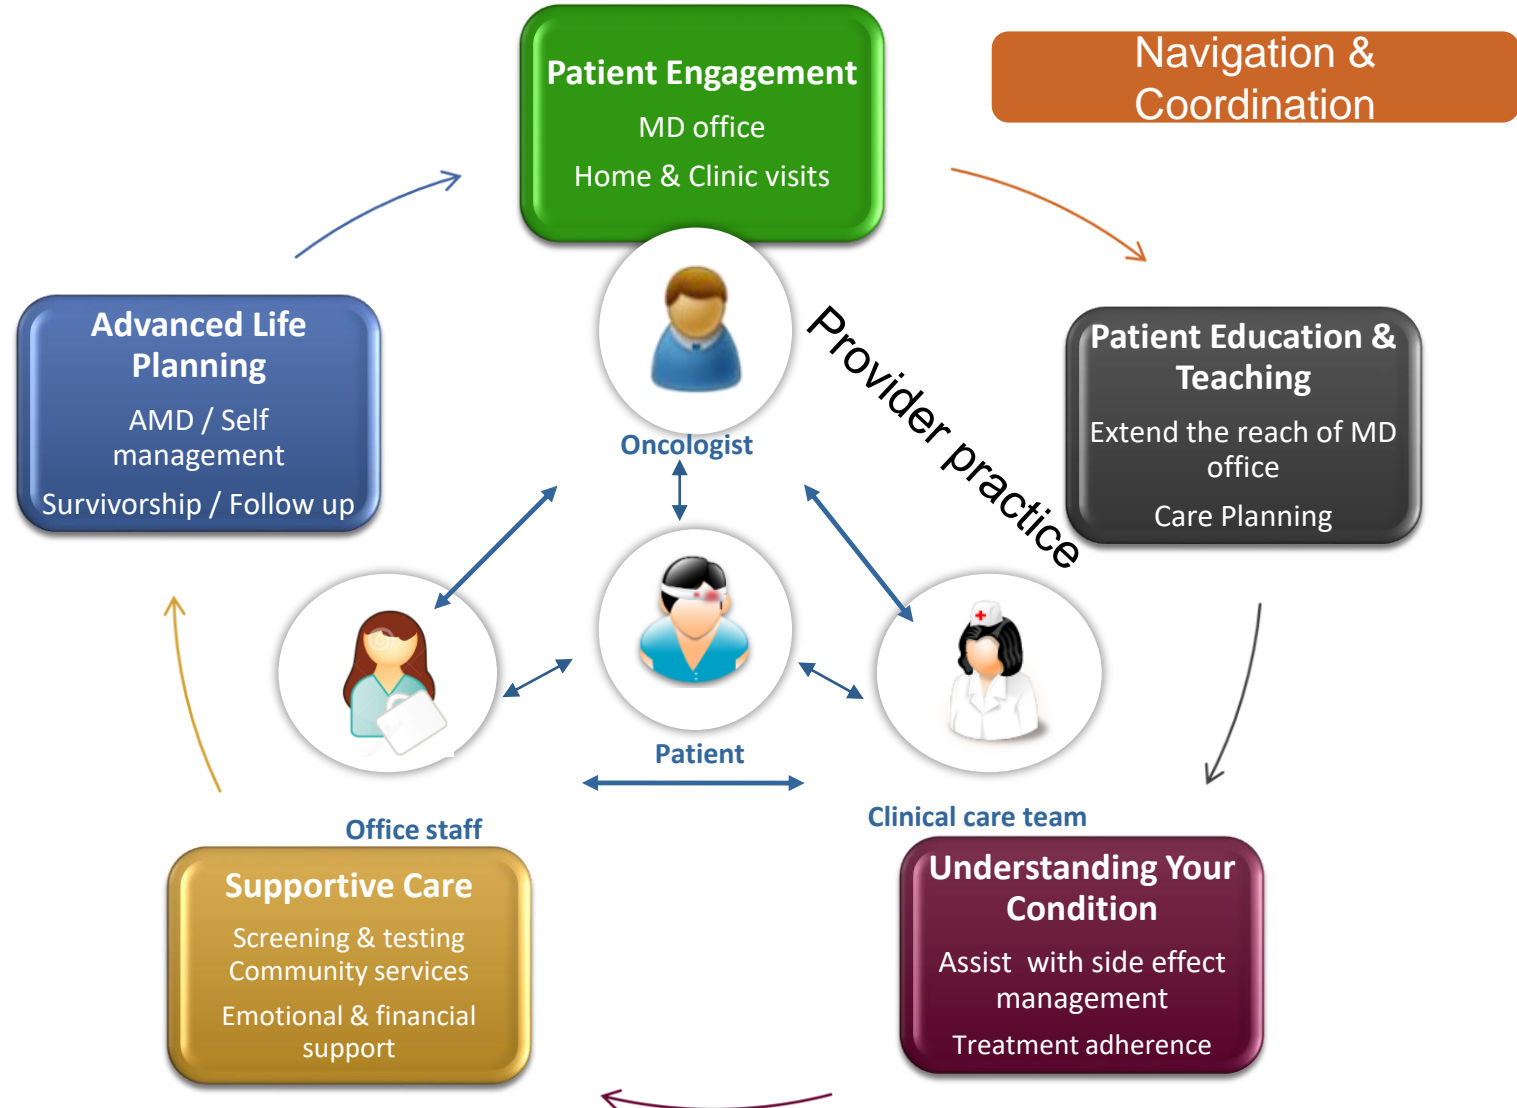 Patient Engagement
MD office
Home & Clinic visits
Navigation &
Coordination
Advanced Life
Planning
AMD / Self
management
Survivorship / Follow up
Oncologist
Provider practice
Patient Education &
Teaching
Extend the reach of MD
office
Care Planning
Patient
Office staff
Clinical care team
Supportive Care
Screening & testing
Community services
Emotional & financial
support
Understanding Your
Condition
Assist  with side effect
management
Treatment adherence